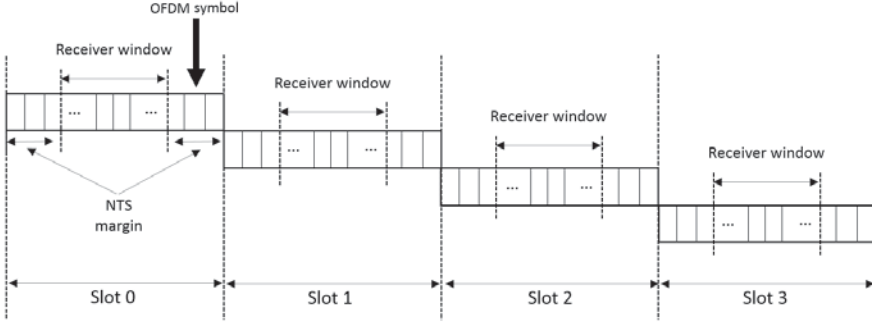 OFDM symbol
Receiver window
Receiver window
Receiver window
Receiver window
... ...
... ...
... ...
... ...
NTS
margin
Slot 0
Slot 1
Slot 2
Slot 3